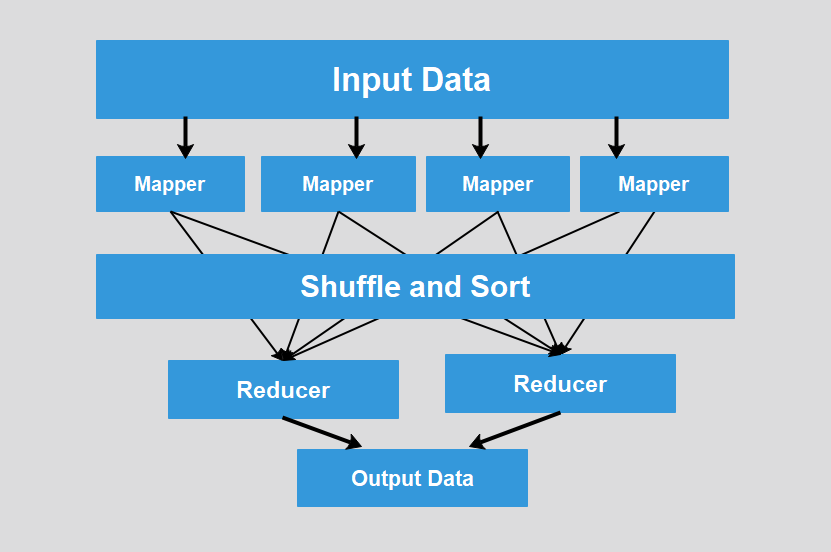 Input Data
Mapper
Mapper
Mapper
Mapper
Shuffle and Sort
Reducer
Reducer
Output Data